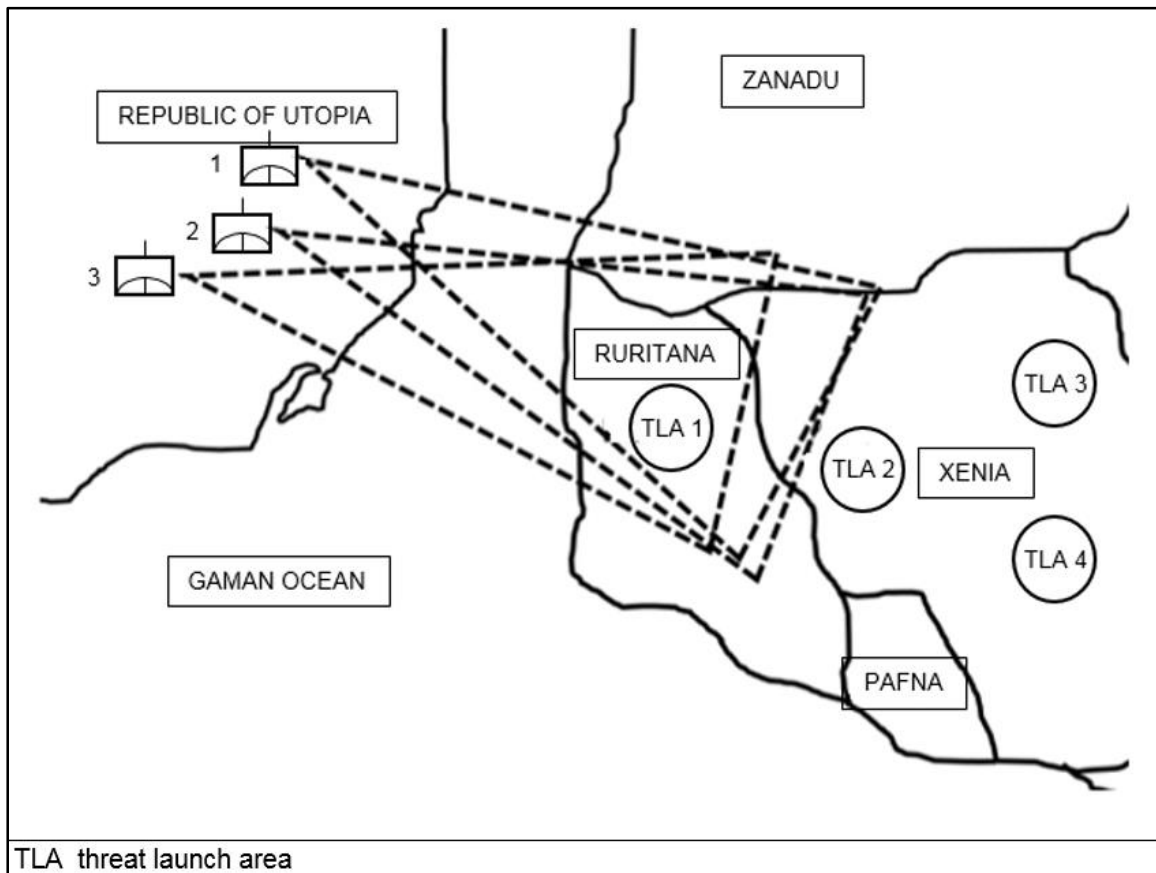 ZANADU
REPUBLIC OF UTOPIA
1
2
3
RURITANA
TLA 1
TLA 2
TLA 3
XENIA
TLA 4
GAMAN OCEAN
PAFNA
TLA threat launch area